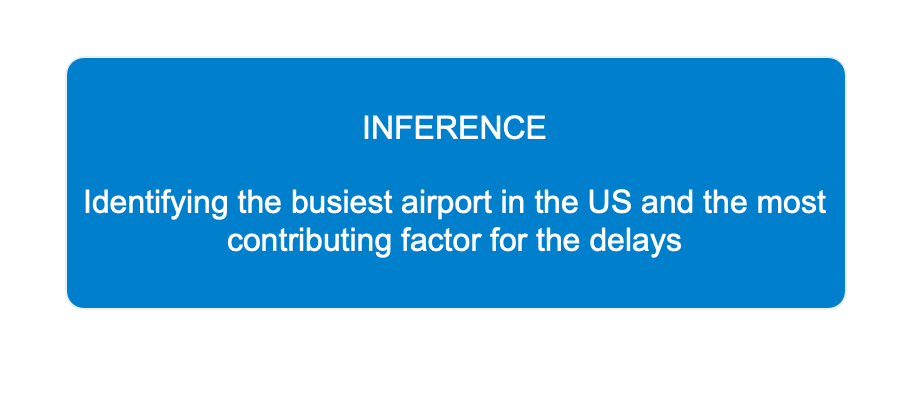 INFERENCE
Identifying the busiest airport in the US and the most
contributing factor for the delays